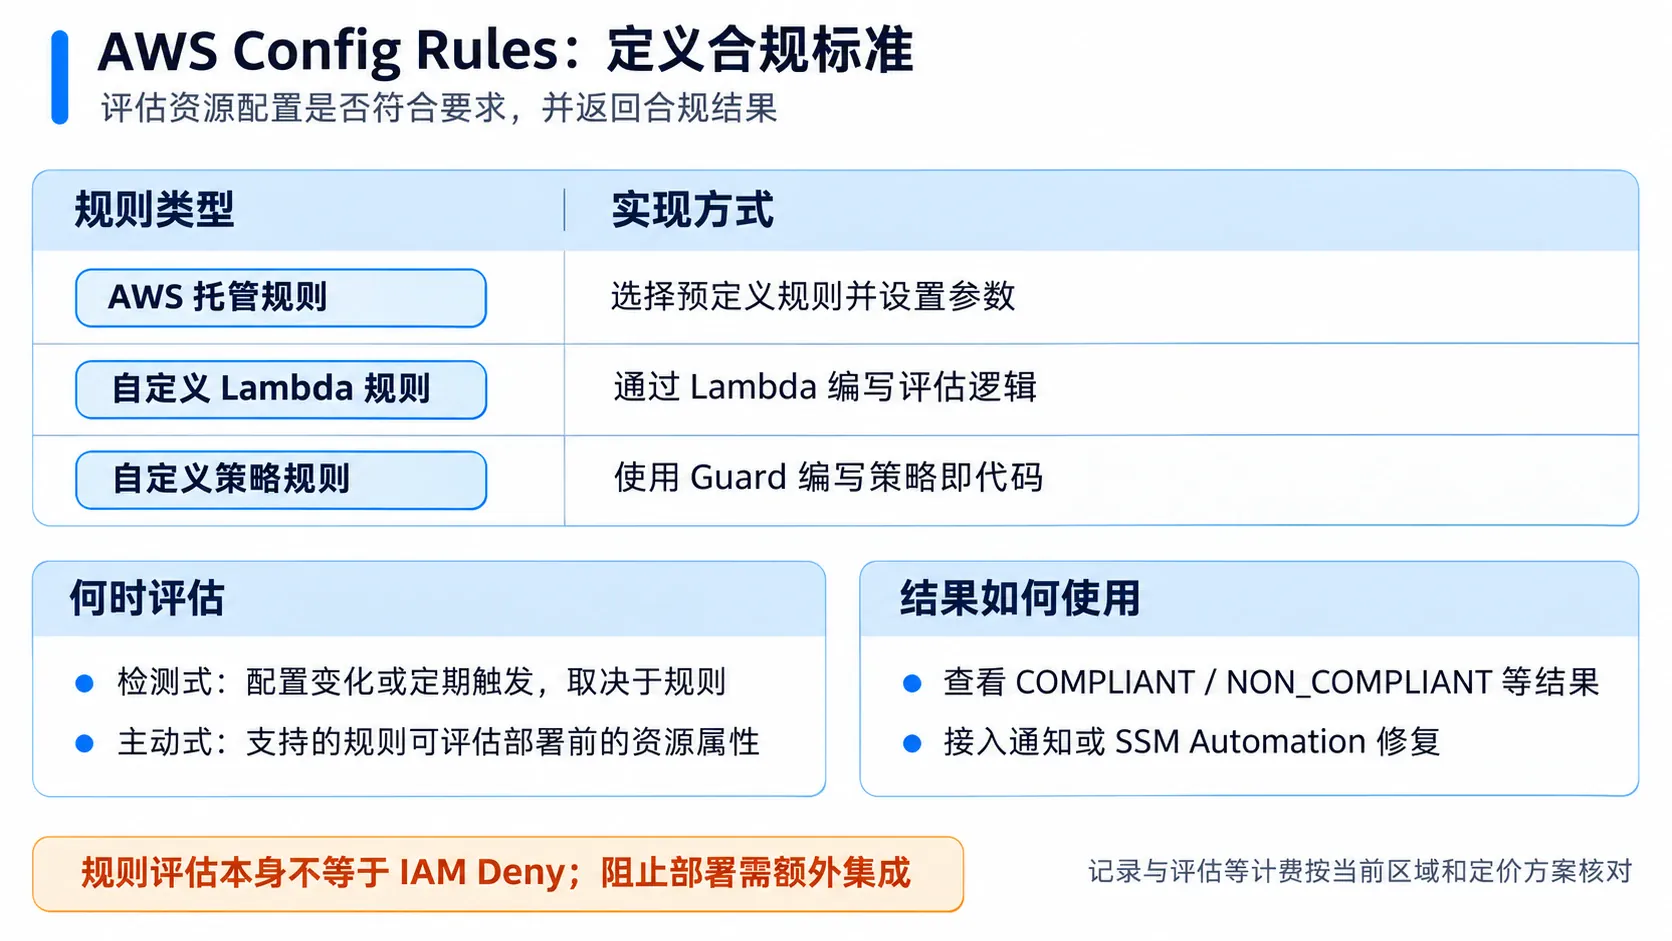 AWS Config Rules：定义合规标准
评估资源配置是否符合要求，并返回合规结果
规则类型
实现方式
AWS 托管规则
选择预定义规则并设置参数
自定义 Lambda 规则
通过 Lambda 编写评估逻辑
自定义策略规则
使用 Guard 编写策略即代码
何时评估
检测式：配置变化或定期触发，取决于规则
主动式：支持的规则可评估部署前的资源属性
结果如何使用
查看 COMPLIANT / NON_COMPLIANT 等结果
接入通知或 SSM Automation 修复
规则评估本身不等于 IAM Deny；阻止部署需额外集成
记录与评估等计费按当前区域和定价方案核对